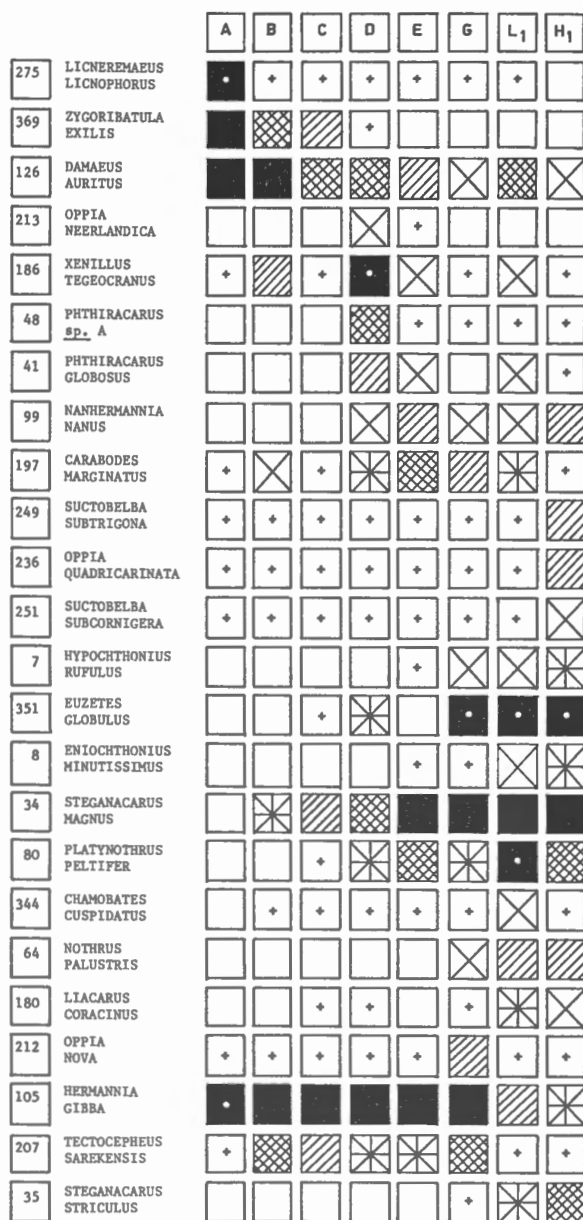 A B C D E G L1 H1
275 LICNEREMAEUS
LICNOPHORUS
369 ZYGORIBATULA
EXILIS
126 DAMAEUS
AURITUS
213 OPPIA
NEERLANDICA
186 XENILLUS
TEGEOCRANUS
48 PHTHIRACARUS
sp. A
41 PHTHIRACARUS
GLOBOSUS
99 NANHERMANNIA
NANUS
197 CARABODES
MARGINATUS
249 SUCTOBELBA
SUBTRIGONA
236 OPPIA
QUADRICARINATA
251 SUCTOBELBA
SUBCORNIGERA
7 HYPOCHTHONIUS
RUFULUS
351 EUZETES
GLOBULUS
8 ENIOCHTHONIUS
MINUTISSIMUS
34 STEGANACARUS
MAGNUS
80 PLATYNOTHRUS
PELTIFER
344 CHAMOBATES
CUSPIDATUS
64 NOTHRUS
PALUSTRIS
180 LIACARUS
CORACINUS
212 OPPIA
NOVA
105 HERMANNIA
GIBBA
207 TECTOCEPHEUS
SAREKENSIS
35 STEGANACARUS
STRICULUS